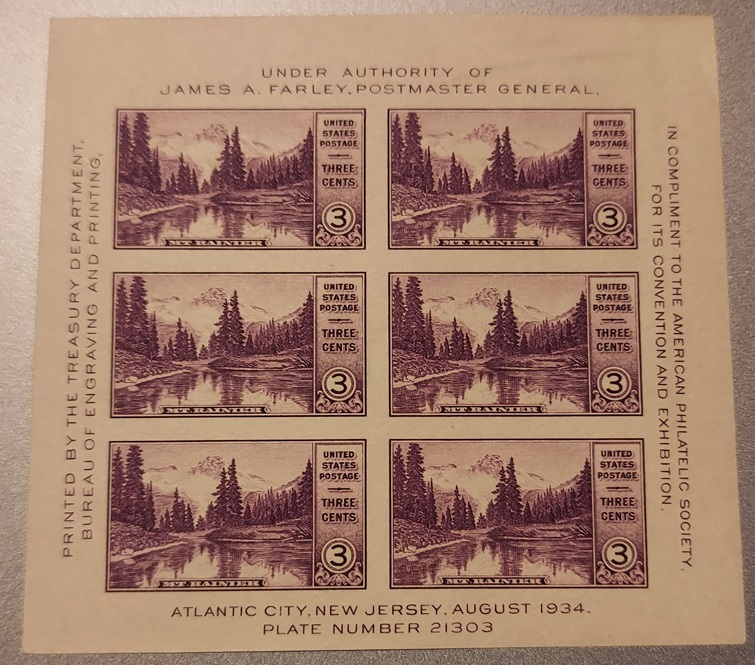 UNDER AUTHORITY OF
JAMES A. FARLEY, POSTMASTER GENERAL.
PRINTED BY THE TREASURY DEPARTMENT,
BUREAU OF ENGRAVING AND PRINTING,
UNITED
STATES
POSTAGE
THREE
CENTS
3
MT. RAINIER
UNITED
STATES
POSTAGE
THREE
CENTS
3
MT. RAINIER
UNITED
STATES
POSTAGE
THREE
CENTS
3
MT. RAINIER
UNITED
STATES
POSTAGE
THREE
CENTS
3
MT. RAINIER
UNITED
STATES
POSTAGE
THREE
CENTS
3
MT. RAINIER
UNITED
STATES
POSTAGE
THREE
CENTS
3
MT. RAINIER
IN COMPLIMENT TO THE AMERICAN PHILATELIC SOCIETY.
FOR ITS CONVENTION AND EXHIBITION,
ATLANTIC CITY, NEW JERSEY, AUGUST 1934.
PLATE NUMBER 21303